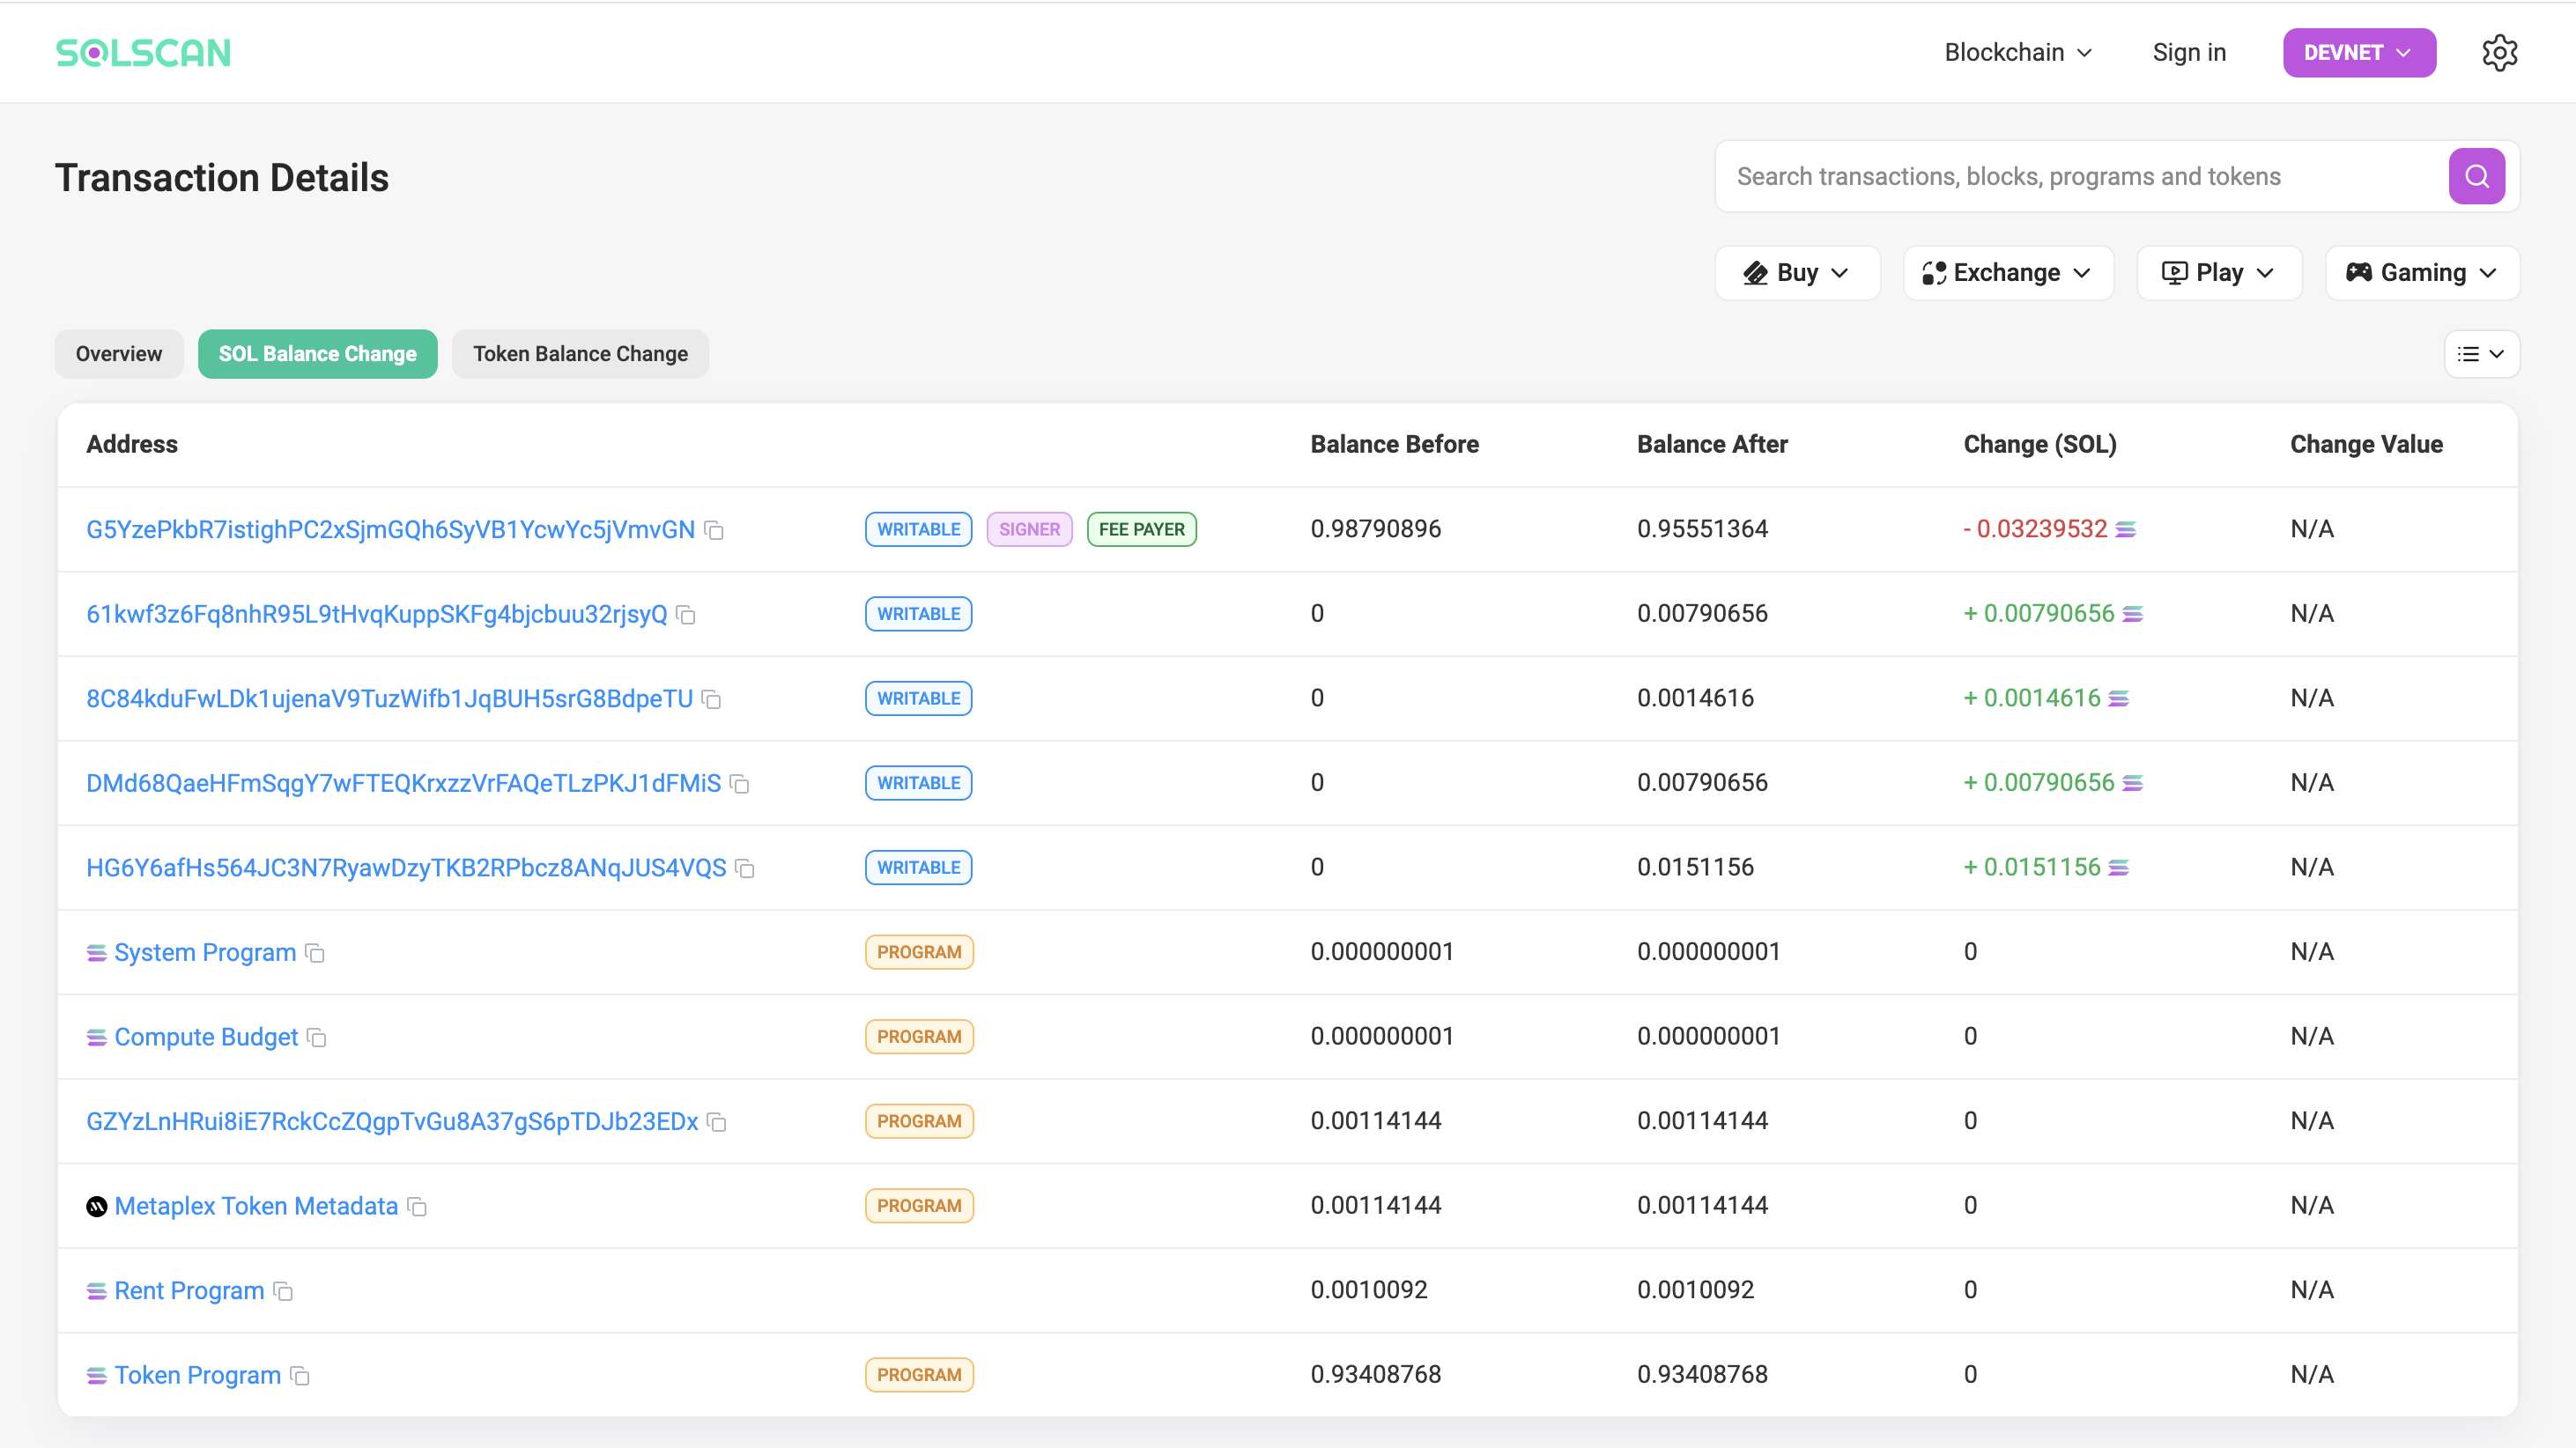 SOLSCAN
Blockchain
Sign in
DEVNET
Transaction Details
Search transactions, blocks, programs and tokens
Buy
Exchange
Play
Gaming
Overview
SOL Balance Change
Token Balance Change
Address Balance Before Balance After Change (SOL) Change Value
G5YzePkbR7istighPC2xSjmGQh6SyVB1YcwYc5jVmvGN WRITABLE SIGNER FEE PAYER 0.98790896 0.95551364 - 0.03239532 N/A
61kwf3z6Fq8nhR95L9tHvqKuppSKFg4bjcbuu32rjsyQ WRITABLE 0 0.00790656 + 0.00790656 N/A
8C84kduFwLDk1ujenaV9TuzWifb1JqBUH5srG8BdpeTU WRITABLE 0 0.0014616 + 0.0014616 N/A
DMd68QaeHFmSqgY7wFTEQKrxzzVrFAQeTLzPKJ1dFMiS WRITABLE 0 0.00790656 + 0.00790656 N/A
HG6Y6afHs564JC3N7RyawDzyTKB2RPbcz8ANqJUS4VQS WRITABLE 0 0.0151156 + 0.0151156 N/A
System Program PROGRAM 0.000000001 0.000000001 0 N/A
Compute Budget PROGRAM 0.000000001 0.000000001 0 N/A
GZYzLnHRui8iE7RckCcZQgpTvGu8A37gS6pTDJb23EDx PROGRAM 0.00114144 0.00114144 0 N/A
Metaplex Token Metadata PROGRAM 0.00114144 0.00114144 0 N/A
Rent Program 0.0010092 0.0010092 0 N/A
Token Program PROGRAM 0.93408768 0.93408768 0 N/A